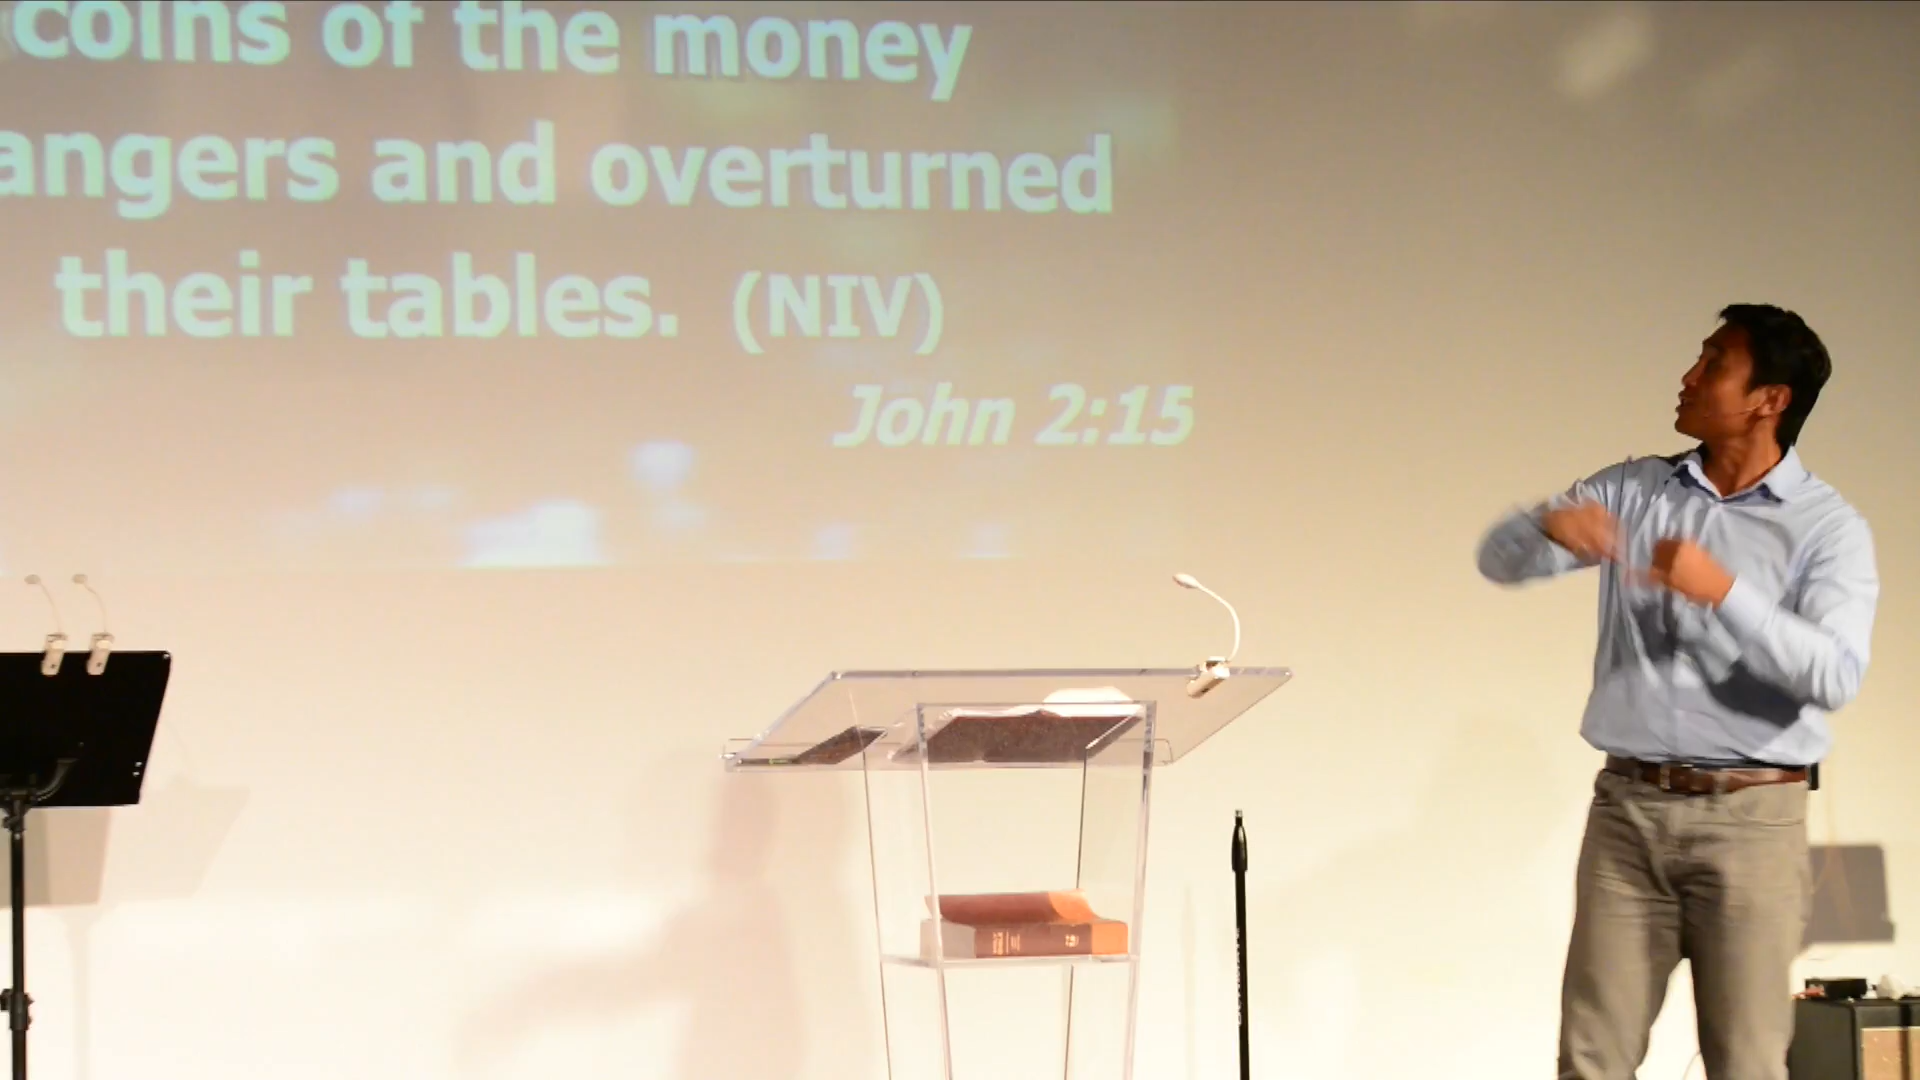 coins of the money
angers and overturned
their tables. (NIV)
John 2:15